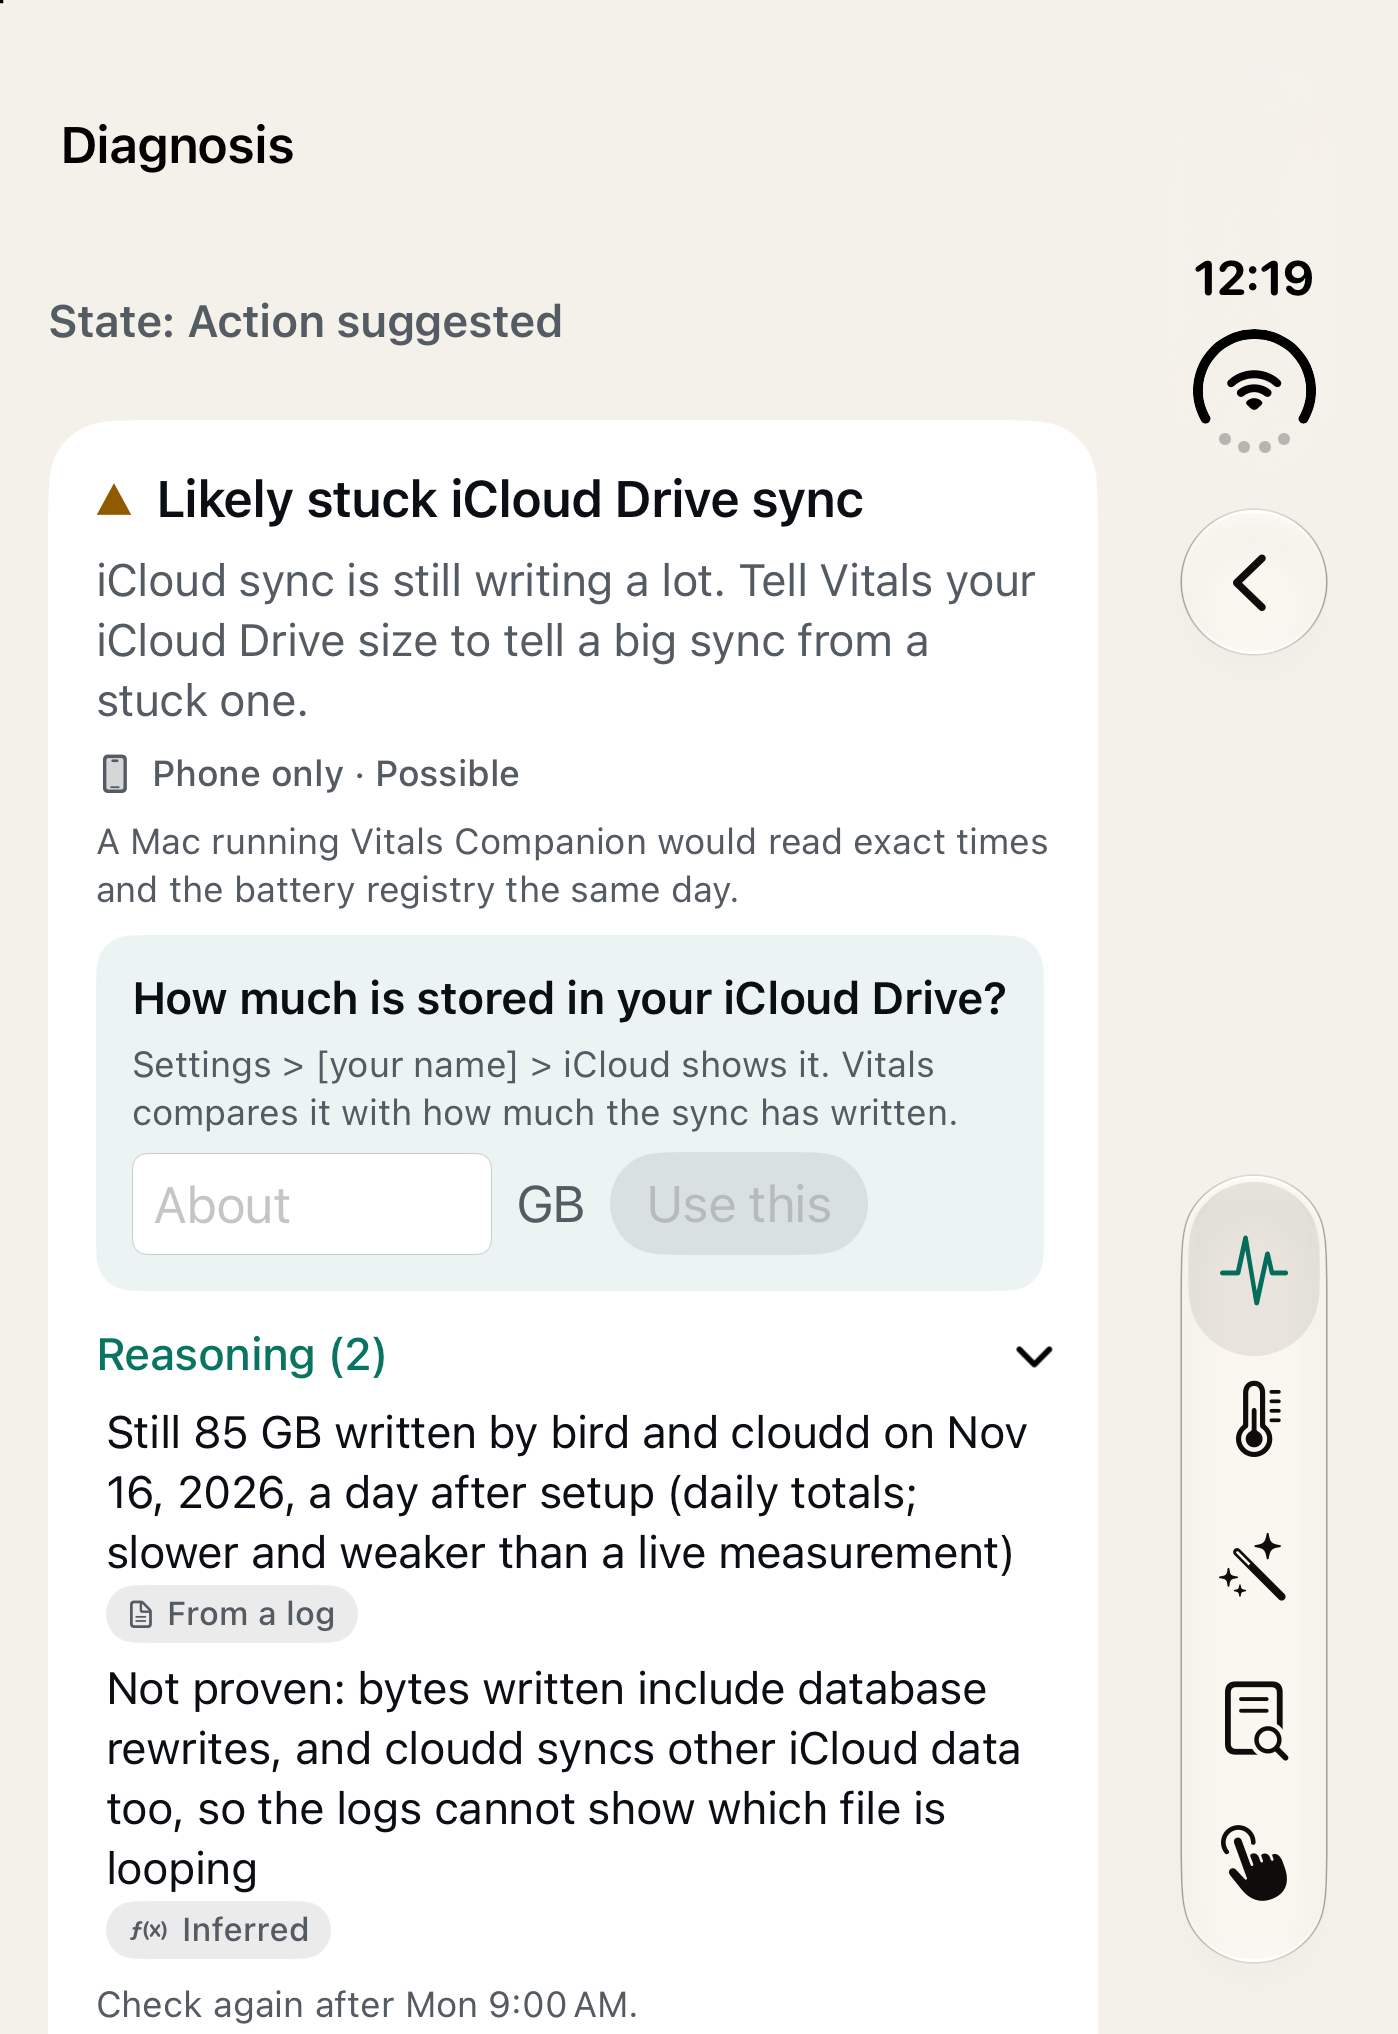 Diagnosis
12:19
State: Action suggested
Likely stuck iCloud Drive sync
iCloud sync is still writing a lot. Tell Vitals your
iCloud Drive size to tell a big sync from a
stuck one.
Phone only · Possible
A Mac running Vitals Companion would read exact times
and the battery registry the same day.
How much is stored in your iCloud Drive?
Settings > [your name] > iCloud shows it. Vitals
compares it with how much the sync has written.
About GB Use this
Reasoning (2)
Still 85 GB written by bird and cloudd on Nov
16, 2026, a day after setup (daily totals;
slower and weaker than a live measurement)
From a log
Not proven: bytes written include database
rewrites, and cloudd syncs other iCloud data
too, so the logs cannot show which file is
looping
f(x) Inferred
Check again after Mon 9:00 AM.